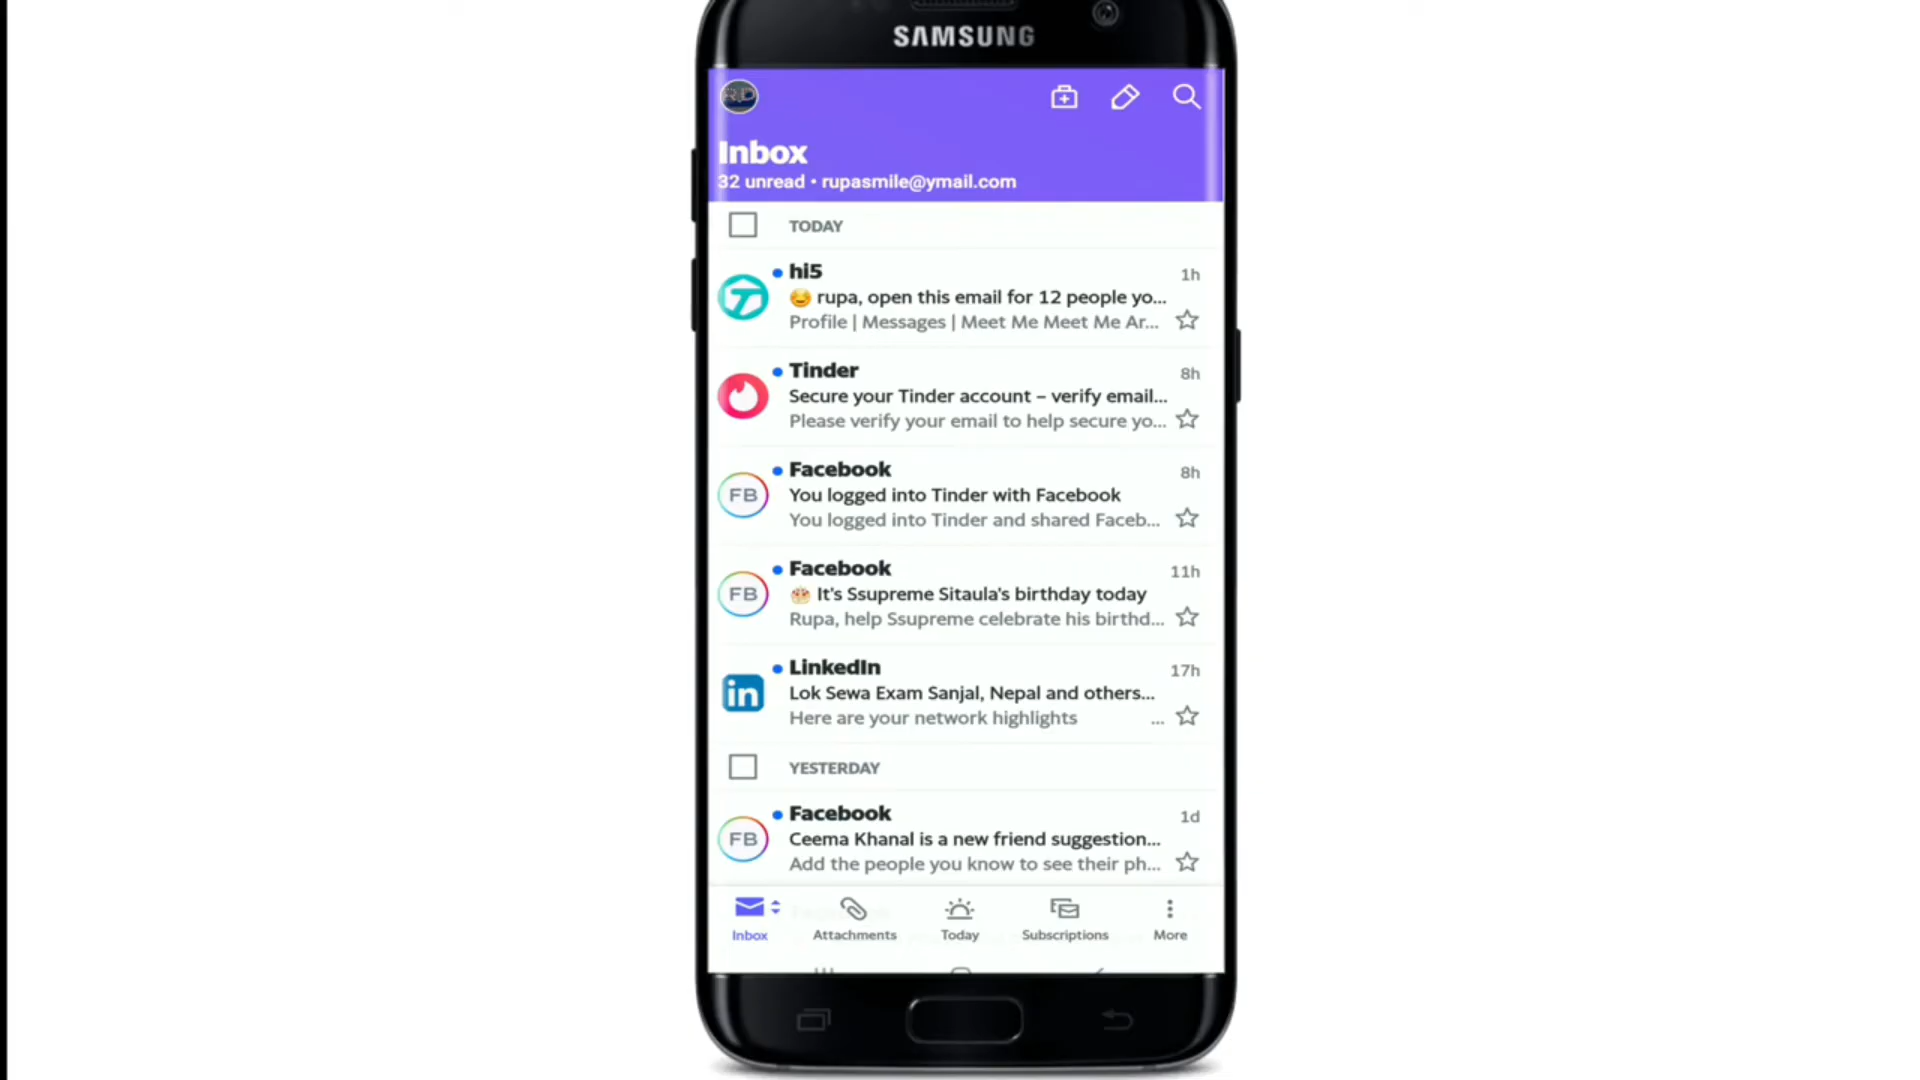 SAMSUNG
Inbox
32 unread • rupasmile@ymail.com
TODAY
hi5
1h
😂 rupa, open this email for 12 people yo...
Profile | Messages | Meet Me Meet Me Ar...
Tinder
8h
Secure your Tinder account – verify email...
Please verify your email to help secure yo...
Facebook
8h
FB
You logged into Tinder with Facebook
You logged into Tinder and shared Faceb...
Facebook
11h
FB
🎂 It's Ssupreme Sitaula's birthday today
Rupa, help Ssupreme celebrate his birthd...
LinkedIn
17h
in
Lok Sewa Exam Sanjal, Nepal and others...
Here are your network highlights ...
YESTERDAY
Facebook
1d
FB
Ceema Khanal is a new friend suggestion...
Add the people you know to see their ph...
Inbox Attachments Today Subscriptions More